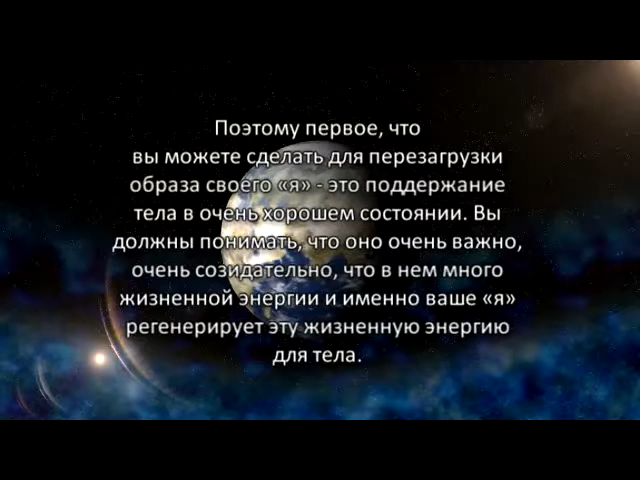 Поэтому первое, что
вы можете сделать для перезагрузки
образа своего «я» - это поддержание
тела в очень хорошем состоянии. Вы
должны понимать, что оно очень важно,
очень созидательно, что в нем много
жизненной энергии и именно ваше «я»
регенерирует эту жизненную энергию
для тела.